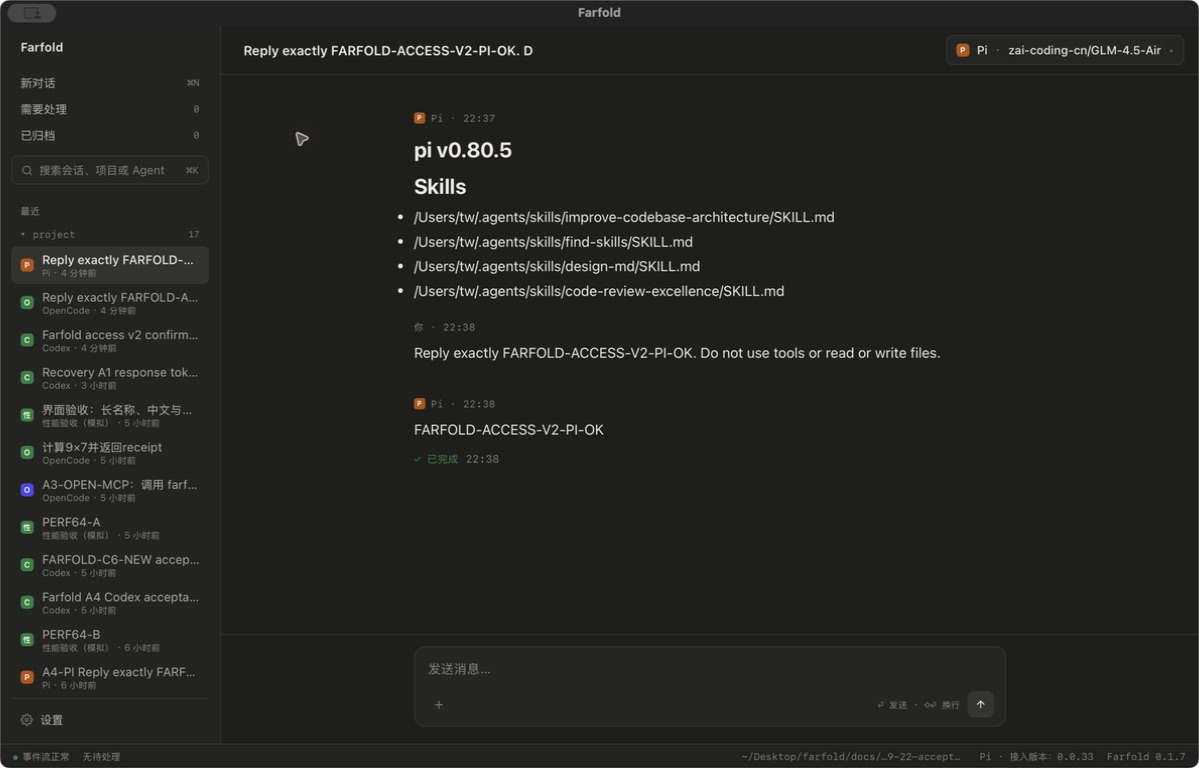 Farfold
Farfold
新对话 ⌘N
需要处理 0
已归档 0
搜索会话、项目或 Agent ⌘K
最近
• project 17
P Reply exactly FARFOLD-...
Pi · 4 分钟前
O Reply exactly FARFOLD-A...
OpenCode · 4 分钟前
C Farfold access v2 confirm...
Codex · 4 分钟前
C Recovery A1 response tok...
Codex · 3 小时前
性 界面验收：长名称、中文与...
性能验收（模拟） · 5 小时前
O 计算9×7并返回receipt
OpenCode · 5 小时前
O A3-OPEN-MCP：调用 farf...
OpenCode · 5 小时前
性 PERF64-A
性能验收（模拟） · 5 小时前
C FARFOLD-C6-NEW accep...
Codex · 5 小时前
C Farfold A4 Codex accepta...
Codex · 5 小时前
性 PERF64-B
性能验收（模拟） · 6 小时前
P A4-PI Reply exactly FARF...
Pi · 6 小时前
设置
Reply exactly FARFOLD-ACCESS-V2-PI-OK. D
P Pi · zai-coding-cn/GLM-4.5-Air
P Pi · 22:37
pi v0.80.5
Skills
• /Users/tw/.agents/skills/improve-codebase-architecture/SKILL.md
• /Users/tw/.agents/skills/find-skills/SKILL.md
• /Users/tw/.agents/skills/design-md/SKILL.md
• /Users/tw/.agents/skills/code-review-excellence/SKILL.md
你 · 22:38
Reply exactly FARFOLD-ACCESS-V2-PI-OK. Do not use tools or read or write files.
P Pi · 22:38
FARFOLD-ACCESS-V2-PI-OK
✓ 已完成 22:38
发送消息...
+ ↵ 发送 · ⇧↵ 换行 ↑
事件流正常 无待处理
~/Desktop/farfold/docs/…9-22-accept… Pi · 接入版本：0.0.33 Farfold 0.1.7